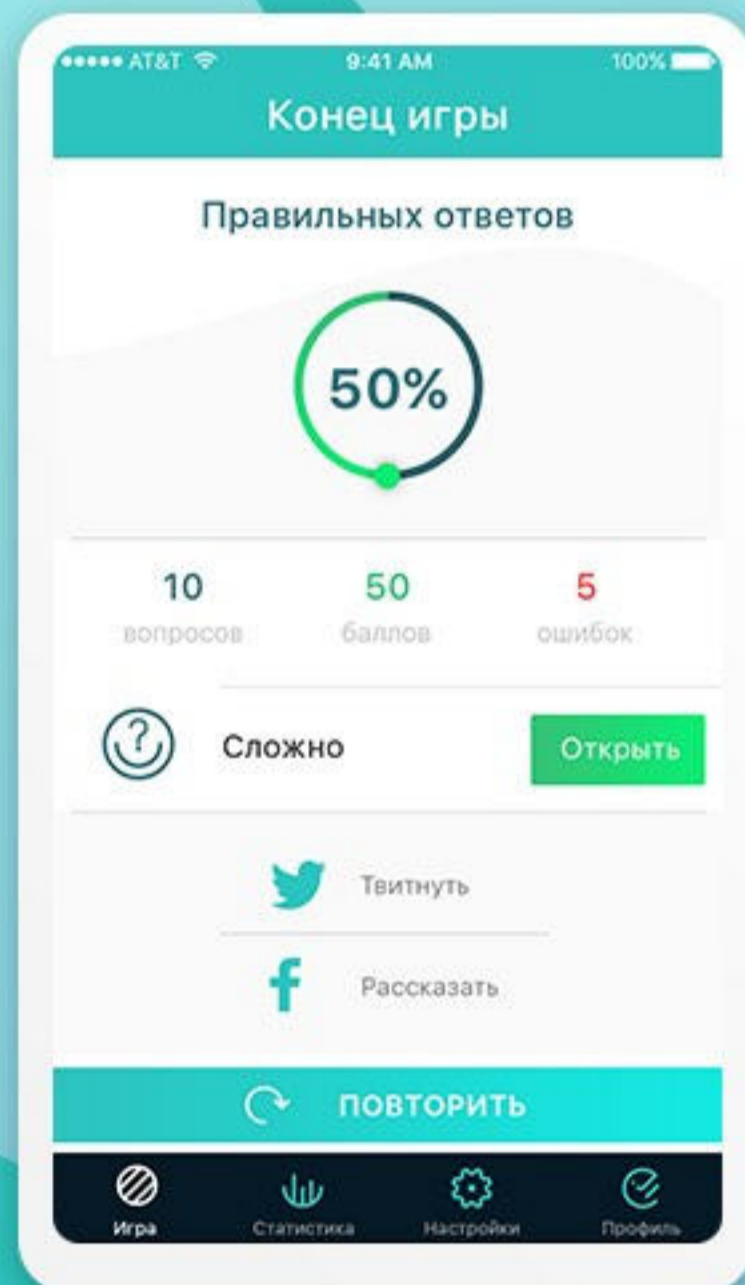 AT&T 9:41 AM 100%
Конец игры
Правильных ответов
50%
10 50 5
вопросов баллов ошибок
? Сложно Открыть
Твитнуть
Рассказать
ПОВТОРИТЬ
Игра Статистика Настройки Профиль